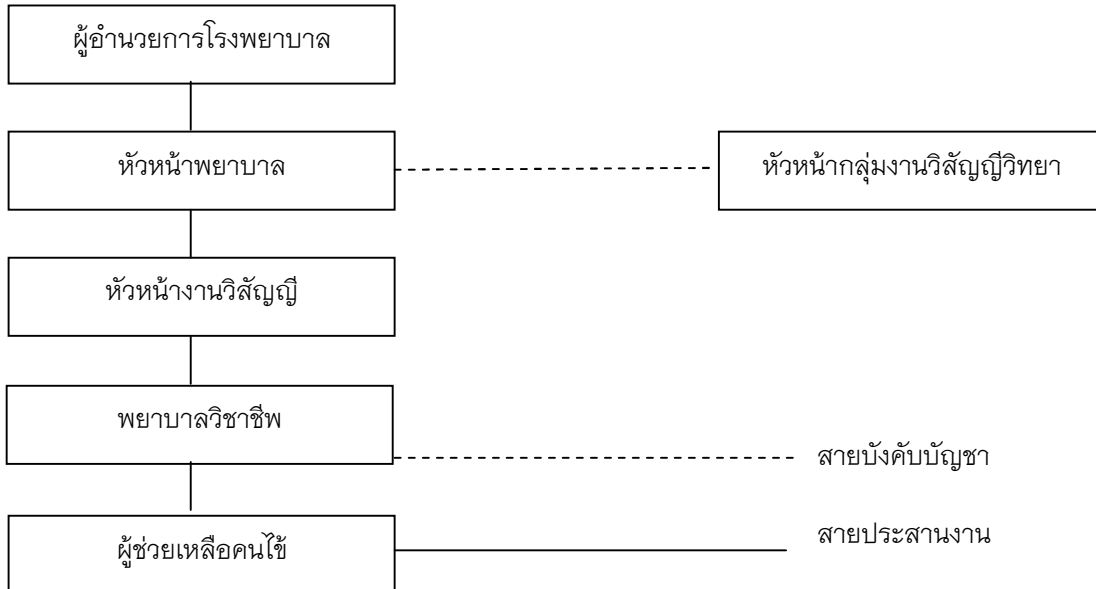 ผู้อำนวยการโรงพยาบาล
หัวหน้าพยาบาล
หัวหน้ากลุ่มงานวิสัญญีวิทยา
หัวหน้างานวิสัญญี
พยาบาลวิชาชีพ
สายบังคับบัญชา
ผู้ช่วยเหลือคนไข้
สายประสานงาน